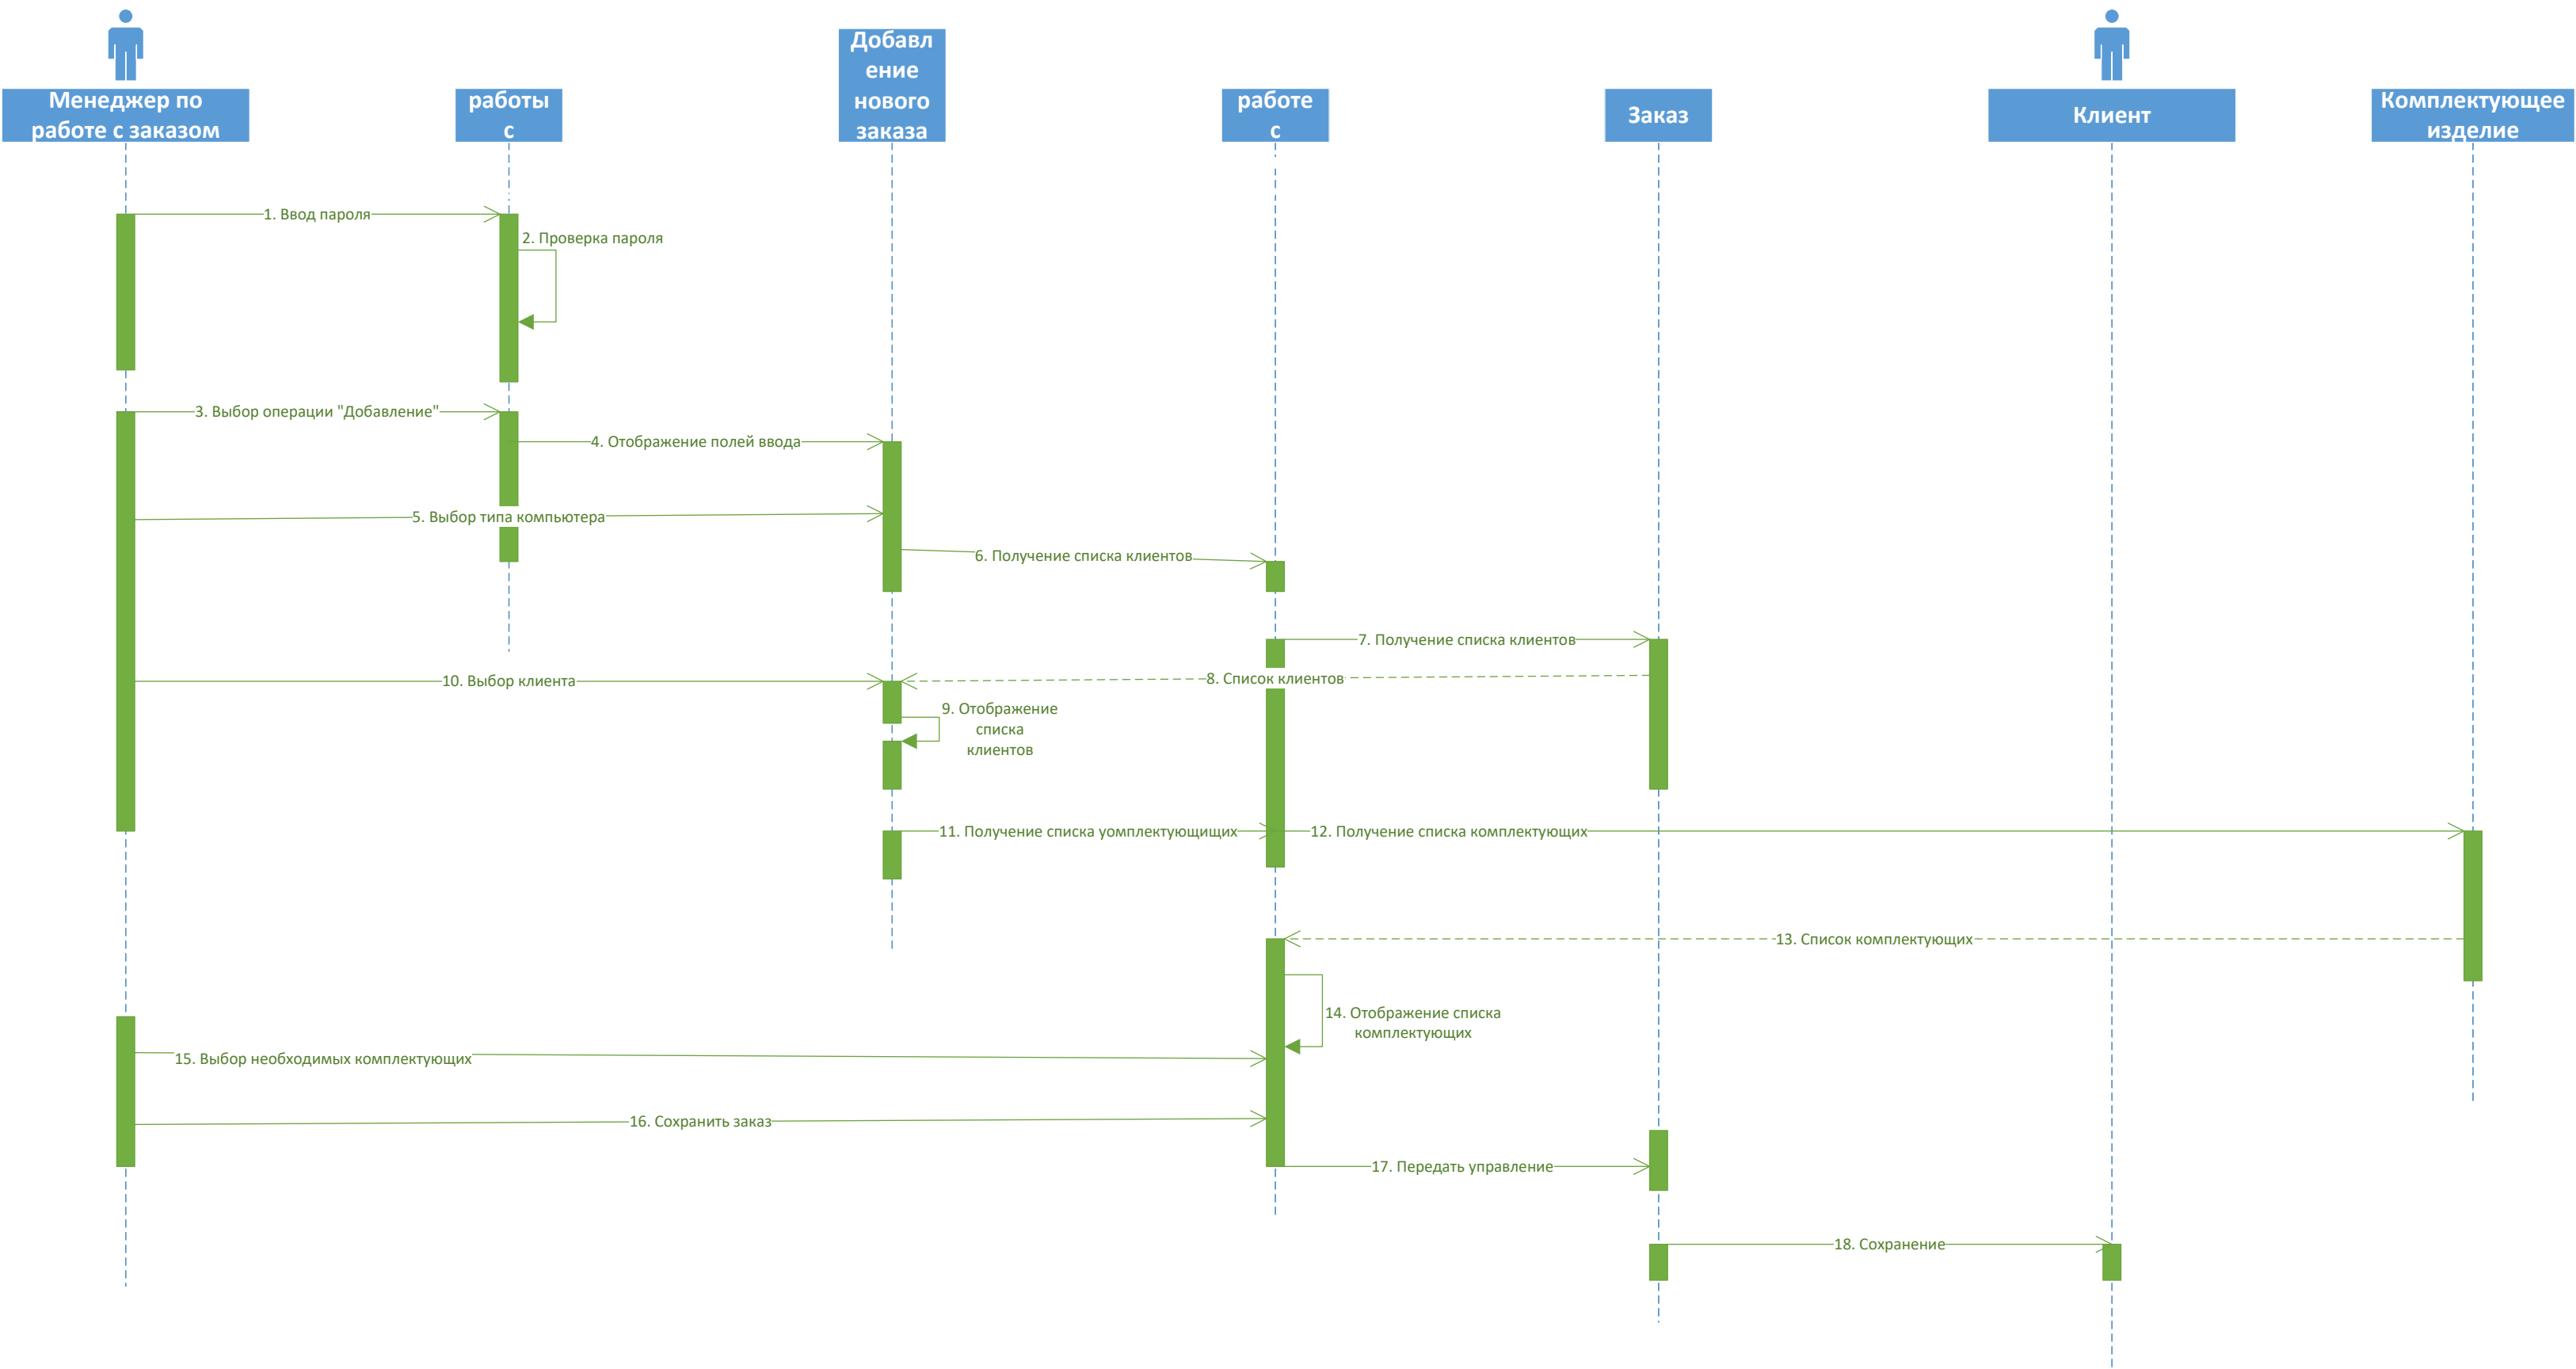 Менеджер по
работе с заказом
работы
с
Добавл
ение
нового
заказа
работе
с
Заказ
Клиент
Комплектующее
изделие
1. Ввод пароля
2. Проверка пароля
3. Выбор операции "Добавление"
4. Отображение полей ввода
5. Выбор типа компьютера
6. Получение списка клиентов
7. Получение списка клиентов
10. Выбор клиента
8. Список клиентов
9. Отображение
списка
клиентов
11. Получение списка уомплектующищих
12. Получение списка комплектующих
13. Список комплектующих
14. Отображение списка
комплектующих
15. Выбор необходимых комплектующих
16. Сохранить заказ
17. Передать управление
18. Сохранение